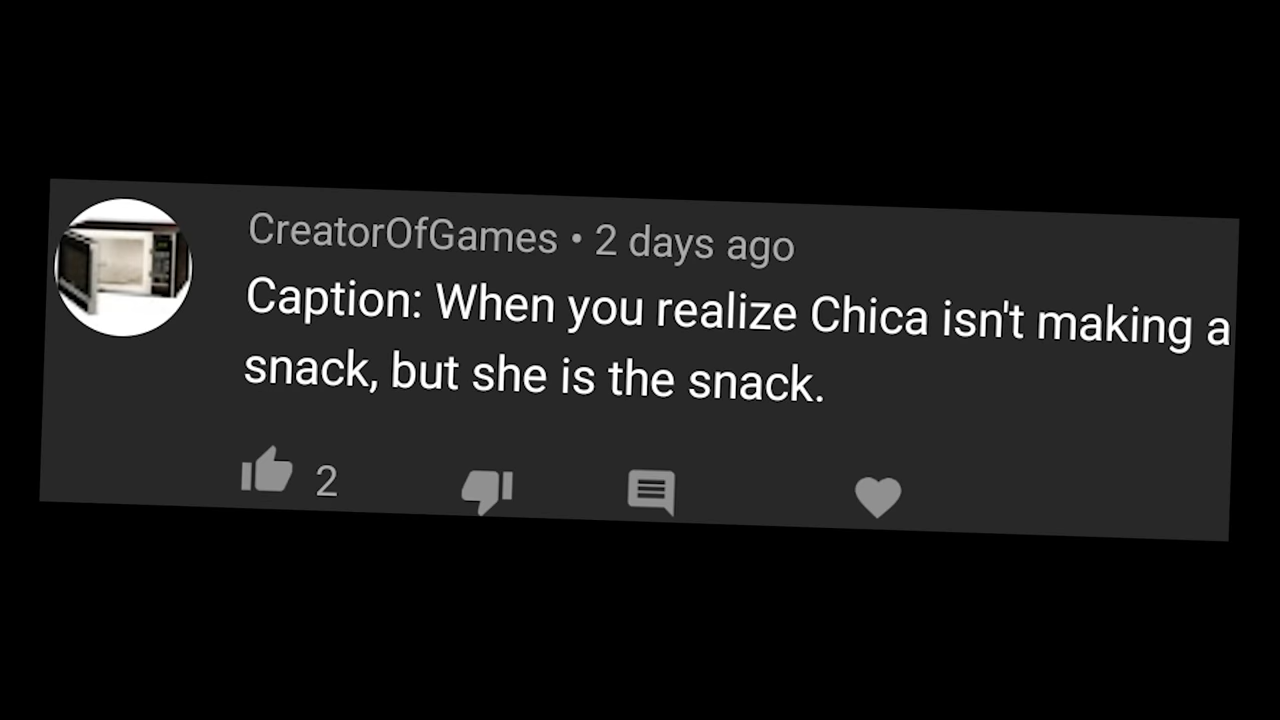 CreatorOfGames • 2 days ago
Caption: When you realize Chica isn't making a
snack, but she is the snack.
2